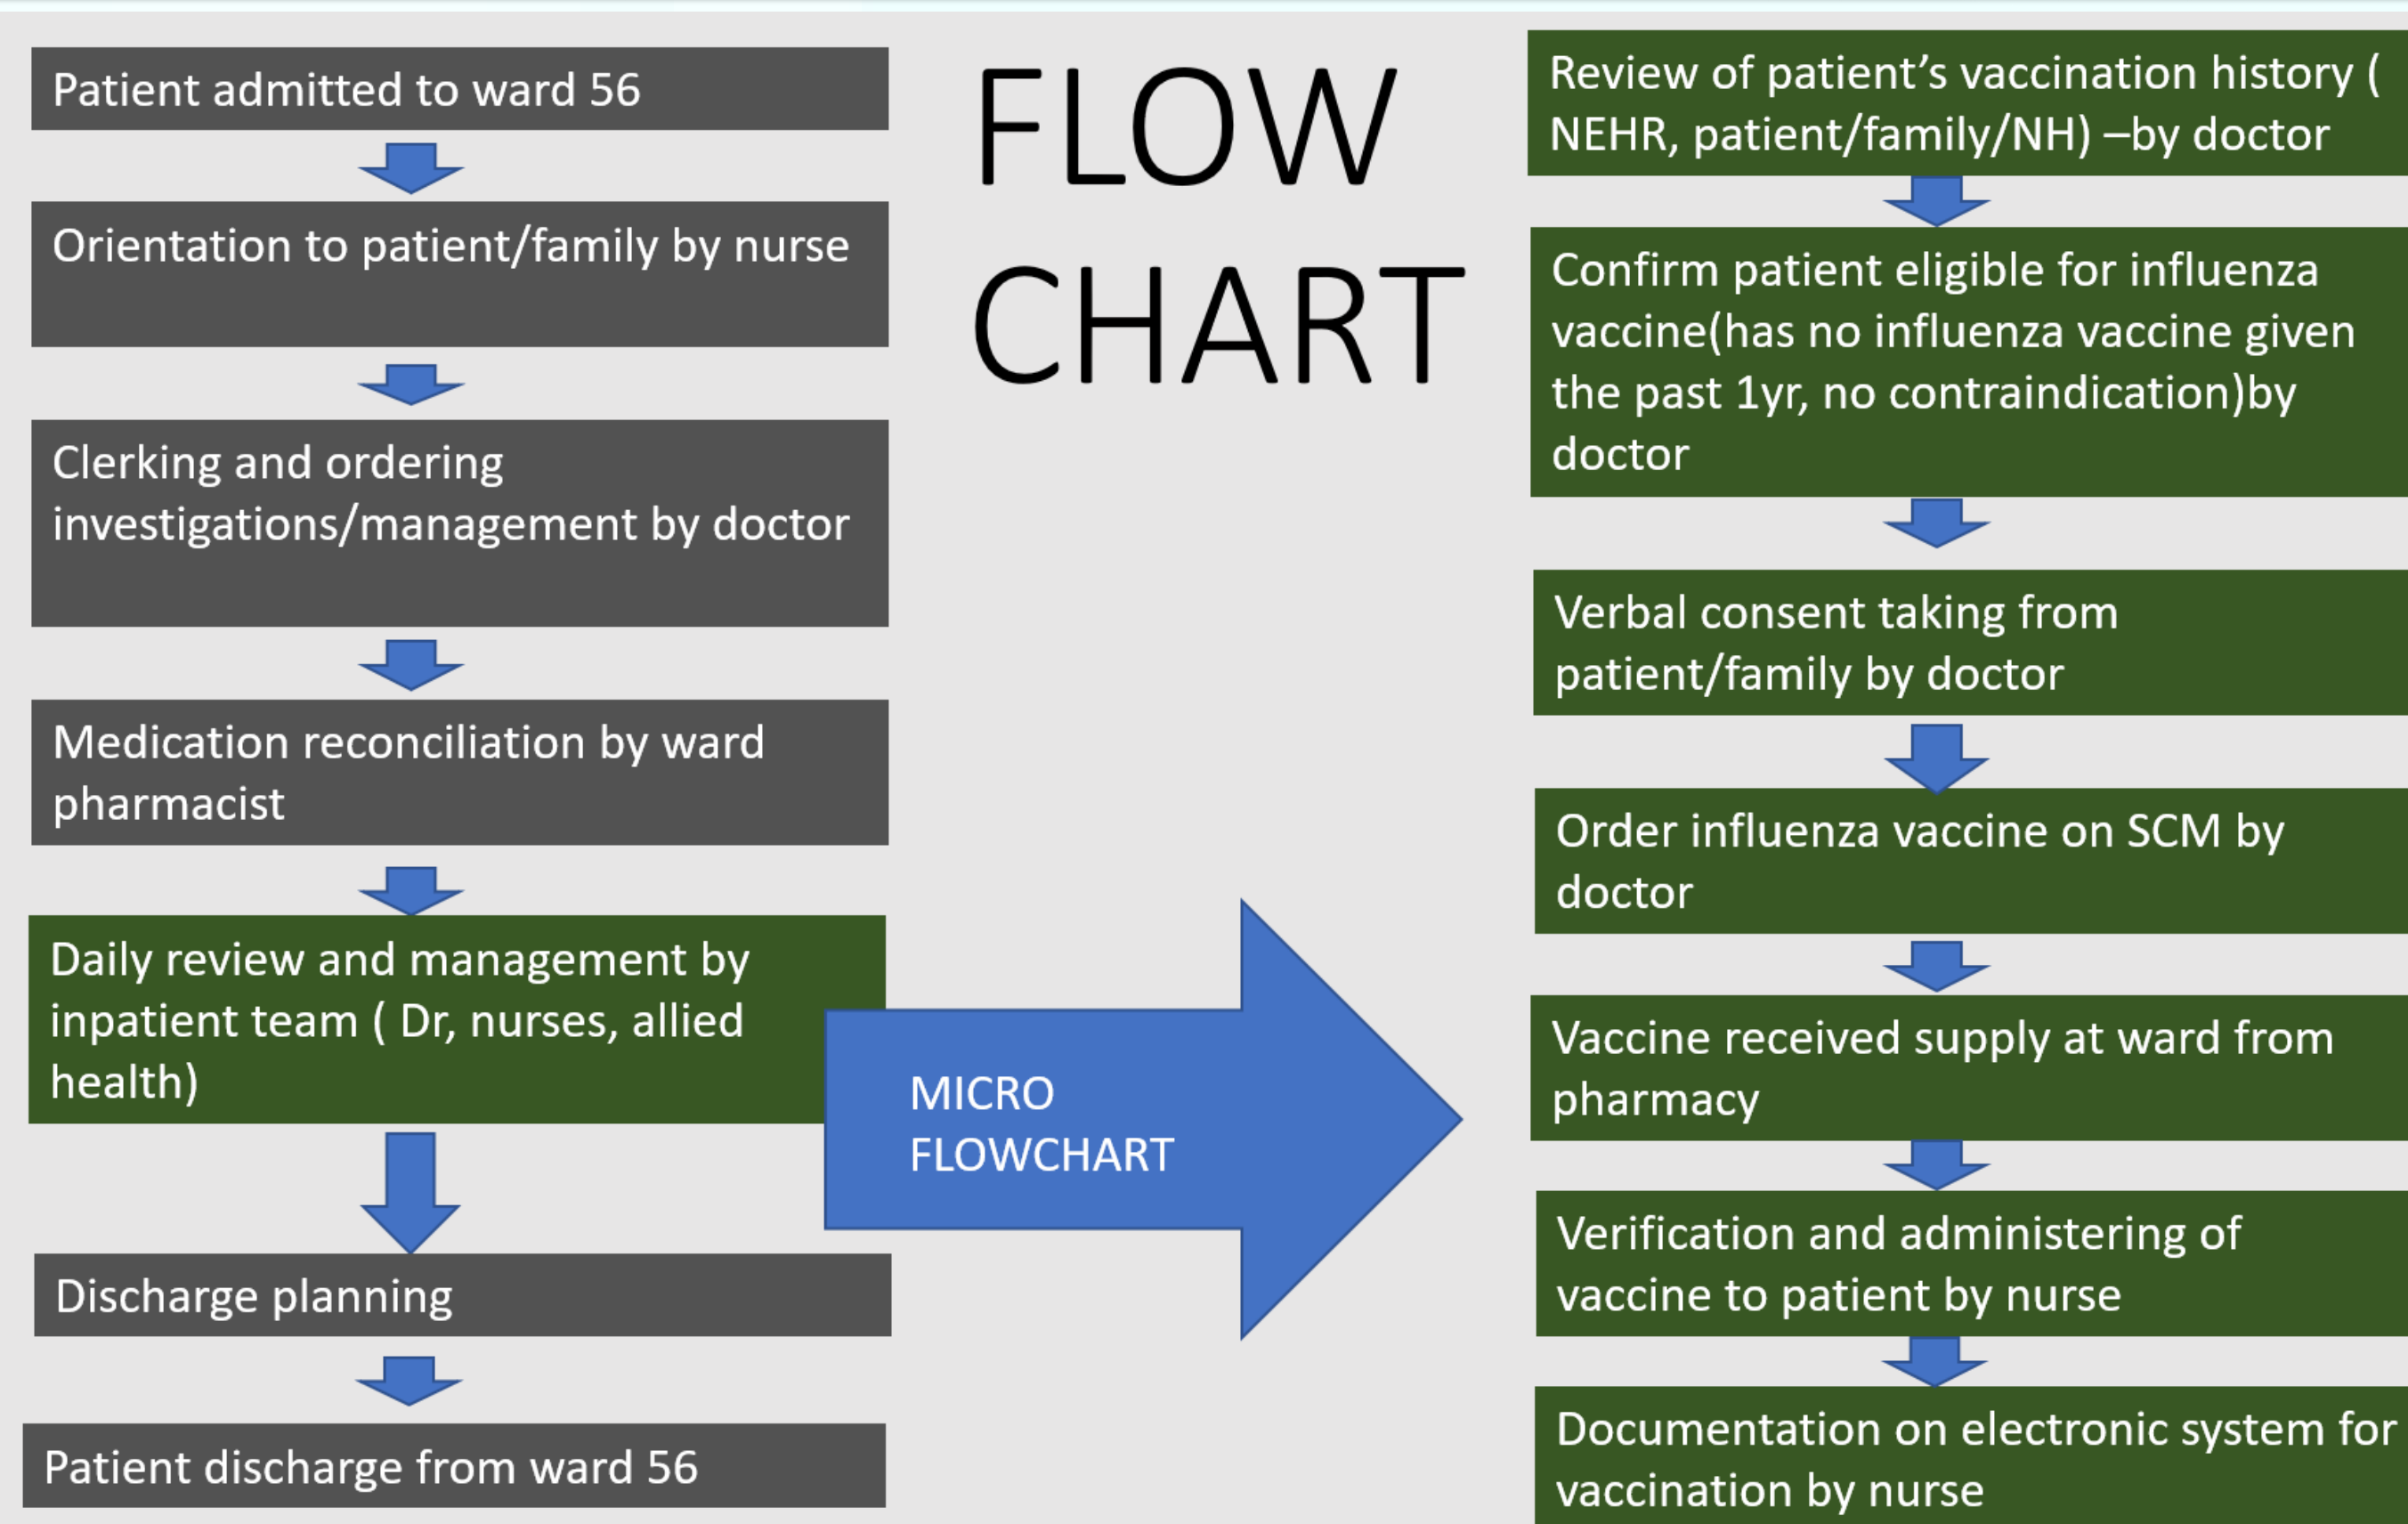 FLOW
CHART
Patient admitted to ward 56
Orientation to patient/family by nurse
Clerking and ordering
investigations/management by doctor
Medication reconciliation by ward
pharmacist
Daily review and management by
inpatient team ( Dr, nurses, allied
health)
Discharge planning
Patient discharge from ward 56
MICRO
FLOWCHART
Review of patient’s vaccination history (
NEHR, patient/family/NH) –by doctor
Confirm patient eligible for influenza
vaccine(has no influenza vaccine given
the past 1yr, no contraindication)by
doctor
Verbal consent taking from
patient/family by doctor
Order influenza vaccine on SCM by
doctor
Vaccine received supply at ward from
pharmacy
Verification and administering of
vaccine to patient by nurse
Documentation on electronic system for
vaccination by nurse